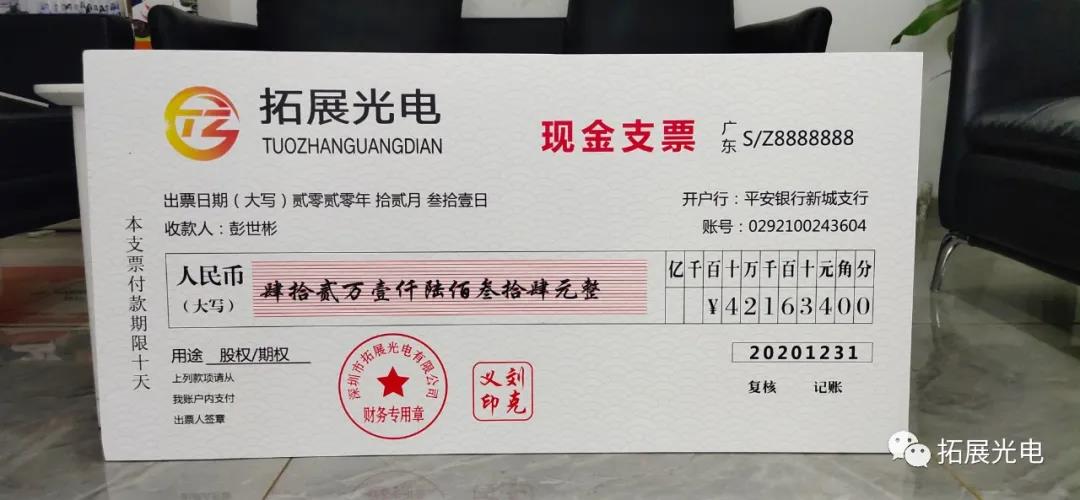 拓展光电
TUOZHANGUANGDIAN
现金支票
广东
S/Z8888888
出票日期（大写）贰零贰零年 拾贰月 叁拾壹日
收款人：彭世彬
开户行：平安银行新城支行
账号：0292100243604
本支票付款期限十天
人民币
（大写）
肆拾贰万壹仟陆佰叁拾肆元整
亿千百十万千百十元角分
¥42163400
用途 股权/期权
上列款项请从
我账户内支付
出票人签章
深圳市拓展光电有限公司
财务专用章
刘克义印
20201231
复核 记账
拓展光电